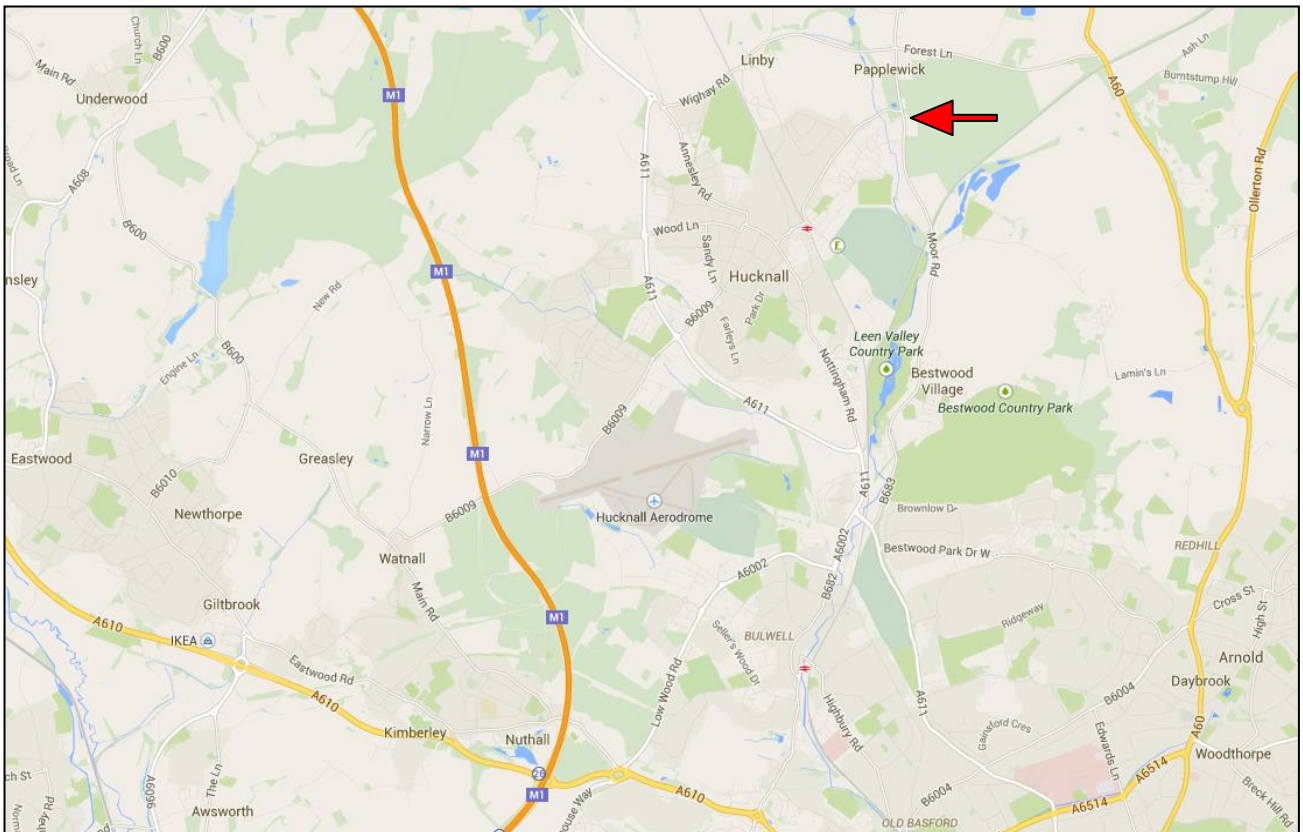 Church Ln
B600
Main Rd
Underwood
M1
Linby
Papplewick
Forest Ln
A60
Ash Ln
Burntstump Hill
Wighay Rd
A608
A611
Annesley Rd
Ollerton Rd
B600
Wood Ln
Sandy Ln
Hucknall
Moor Rd
M1
New Rd
A611
B6009
Park Dr
Farleys Ln
B600
Engine Ln
Nottingham Rd
Leen Valley
Country Park
Bestwood
Village
Lamin's Ln
Bestwood Country Park
Narrow Ln
A611
B6009
Eastwood
Greasley
M1
B6010
A611
B683
Newthorpe
B6009
Hucknall Aerodrome
Brownlow Dr
A6002
Bestwood Park Dr W
REDHILL
Watnall
A6002
B682
Giltbrook
Main Rd
M1
Cross St
High St
Ridgeway
IKEA
A610
Seller's Wood Dr
BULWELL
Arnold
Eastwood Rd
Low Wood Rd
Daybrook
B6004
A611
A610
Highbury Rd
Kimberley
Nuthall
Gainsford Cres
Edwards Ln
A60
Woodthorpe
26
M1
A610
A6514
The Ln
A6096
B6004
A6514
Breck Hill Rd
Awsworth
OLD BASFORD